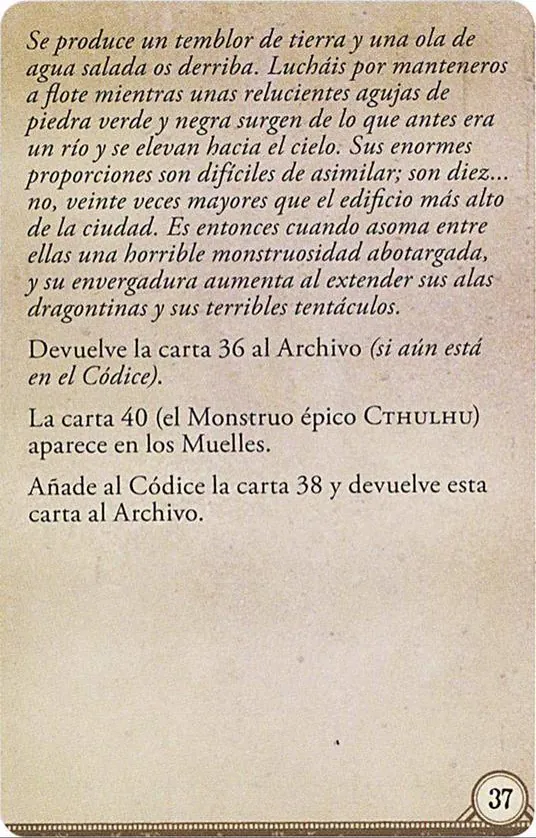 Se produce un temblor de tierra y una ola de
agua salada os derriba. Lucháis por manteneros
a flote mientras unas relucientes agujas de
piedra verde y negra surgen de lo que antes era
un río y se elevan hacia el cielo. Sus enormes
proporciones son difíciles de asimilar; son diez...
no, veinte veces mayores que el edificio más alto
de la ciudad. Es entonces cuando asoma entre
ellas una horrible monstruosidad abotargada,
y su envergadura aumenta al extender sus alas
dragontinas y sus terribles tentáculos.
Devuelve la carta 36 al Archivo (si aún está
en el Códice).
La carta 40 (el Monstruo épico CTHULHU)
aparece en los Muelles.
Añade al Códice la carta 38 y devuelve esta
carta al Archivo.
37